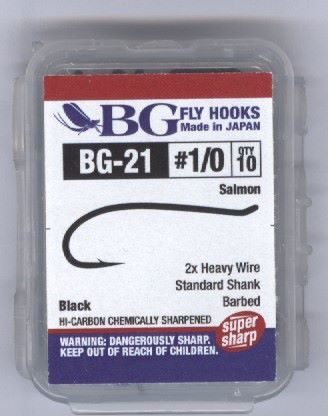 BG FLY HOOKS
Made in JAPAN
BG-21 #1/0 QTY 10
Salmon
2x Heavy Wire
Standard Shank
Black Barbed
HI-CARBON CHEMICALLY SHARPENED
WARNING: DANGEROUSLY SHARP.
KEEP OUT OF REACH OF CHILDREN.
super
sharp